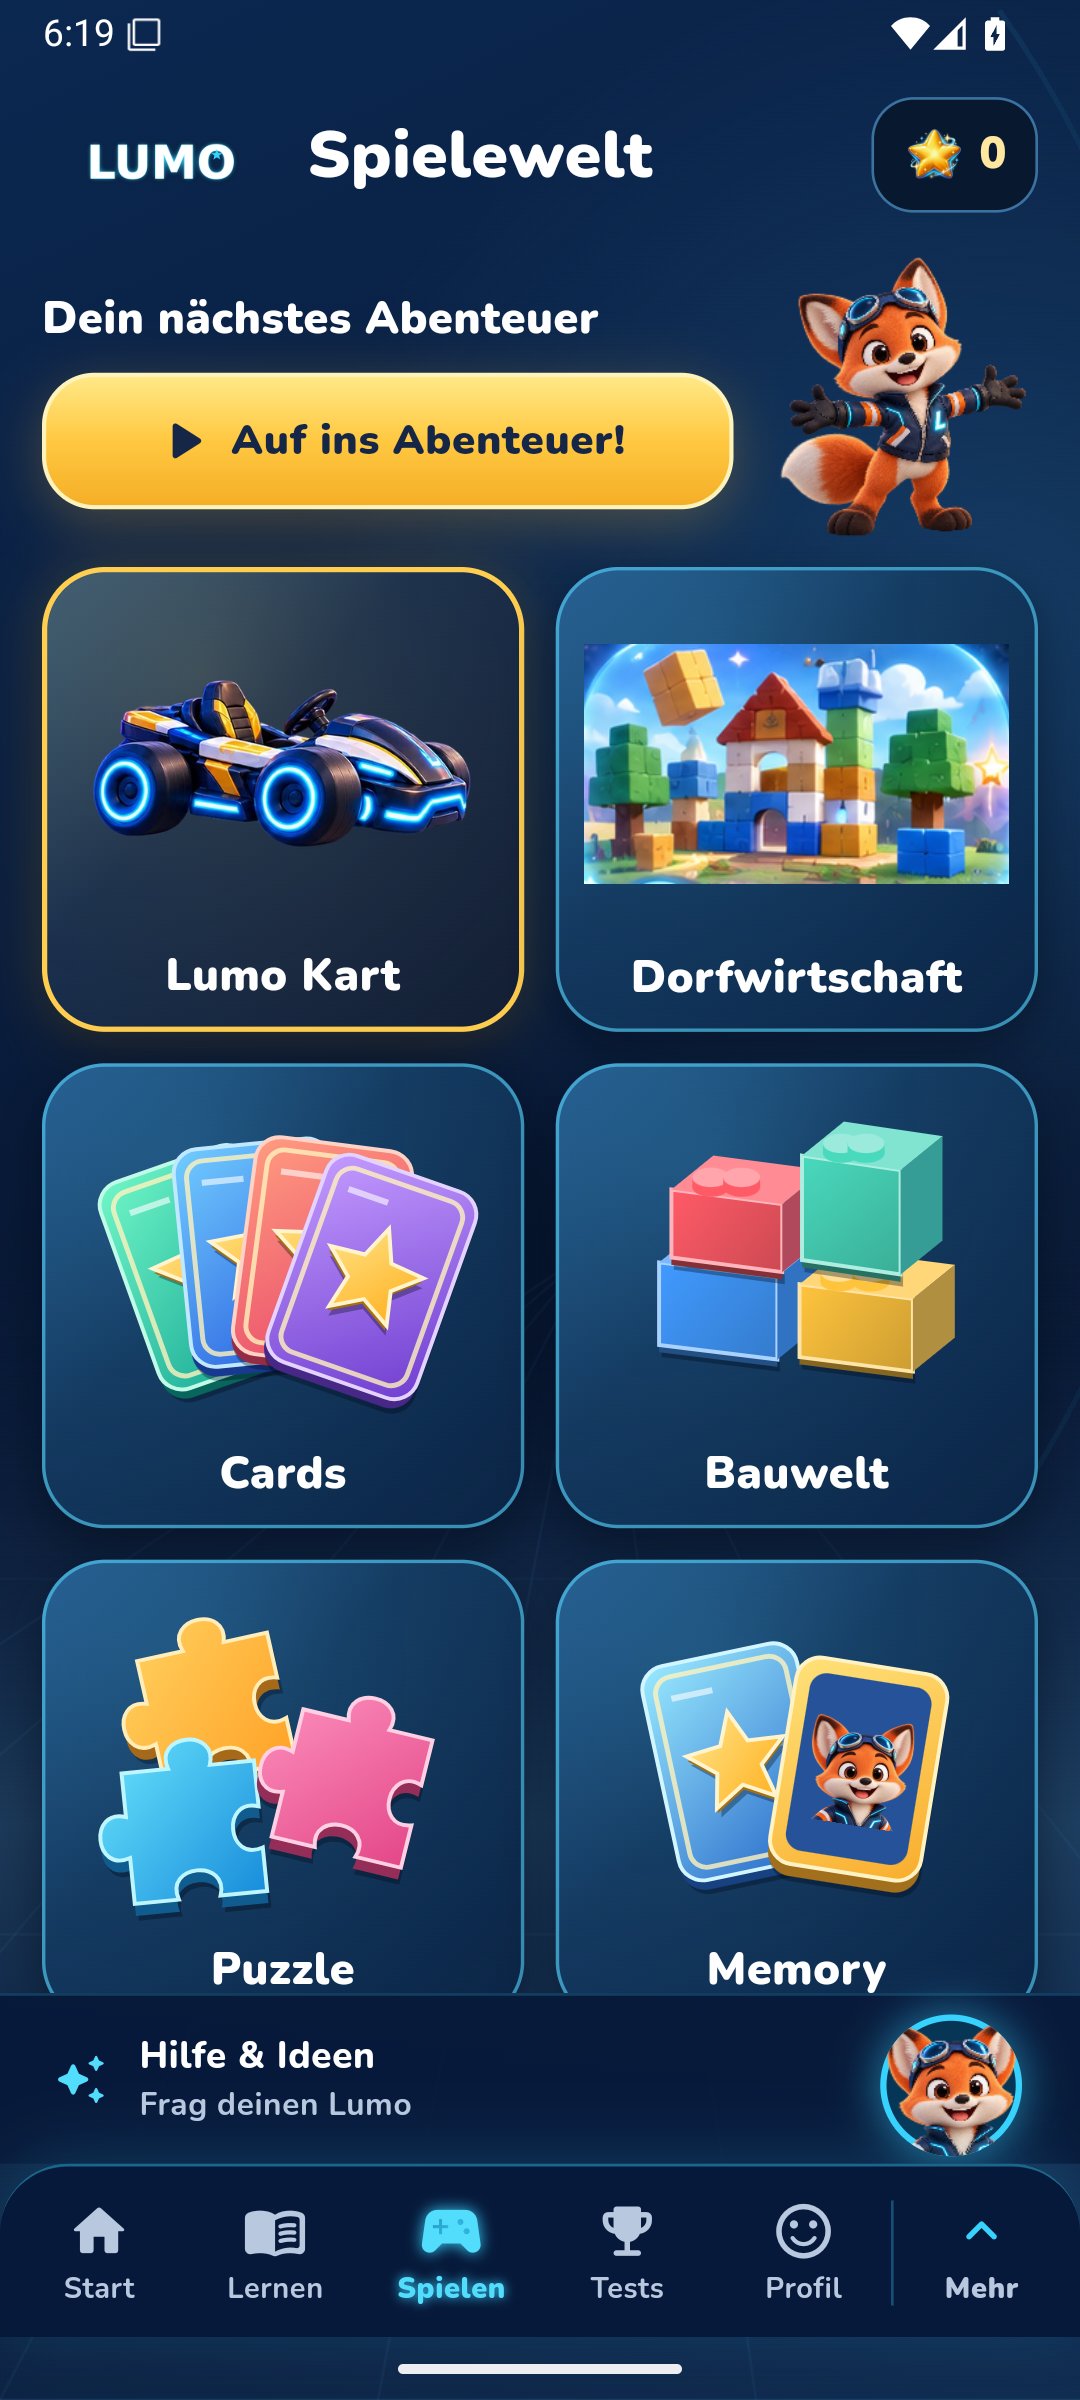 6:19
LUMO
Spielewelt
0
Dein nächstes Abenteuer
Auf ins Abenteuer!
Lumo Kart
Dorfwirtschaft
Cards
Bauwelt
Puzzle
Memory
Hilfe & Ideen
Frag deinen Lumo
Start
Lernen
Spielen
Tests
Profil
Mehr